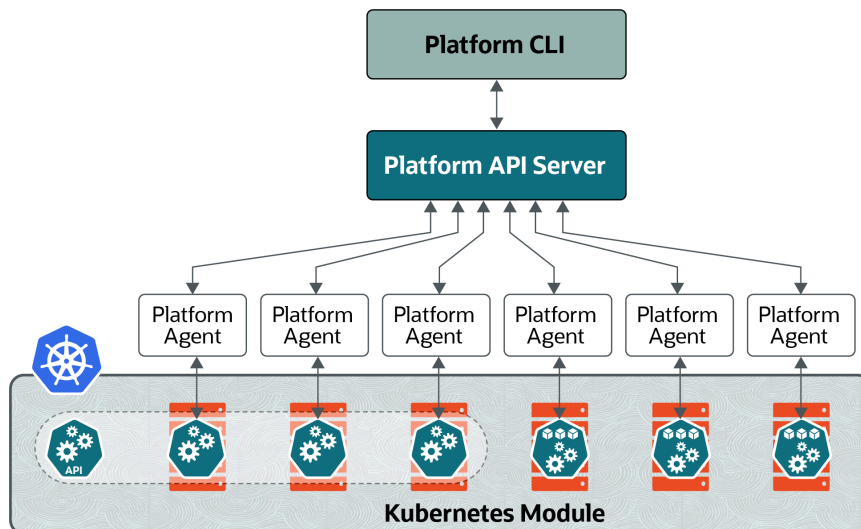 Platform CLI
Platform API Server
Platform
Agent
Platform
Agent
Platform
Agent
Platform
Agent
Platform
Agent
Platform
Agent
API
Kubernetes Module